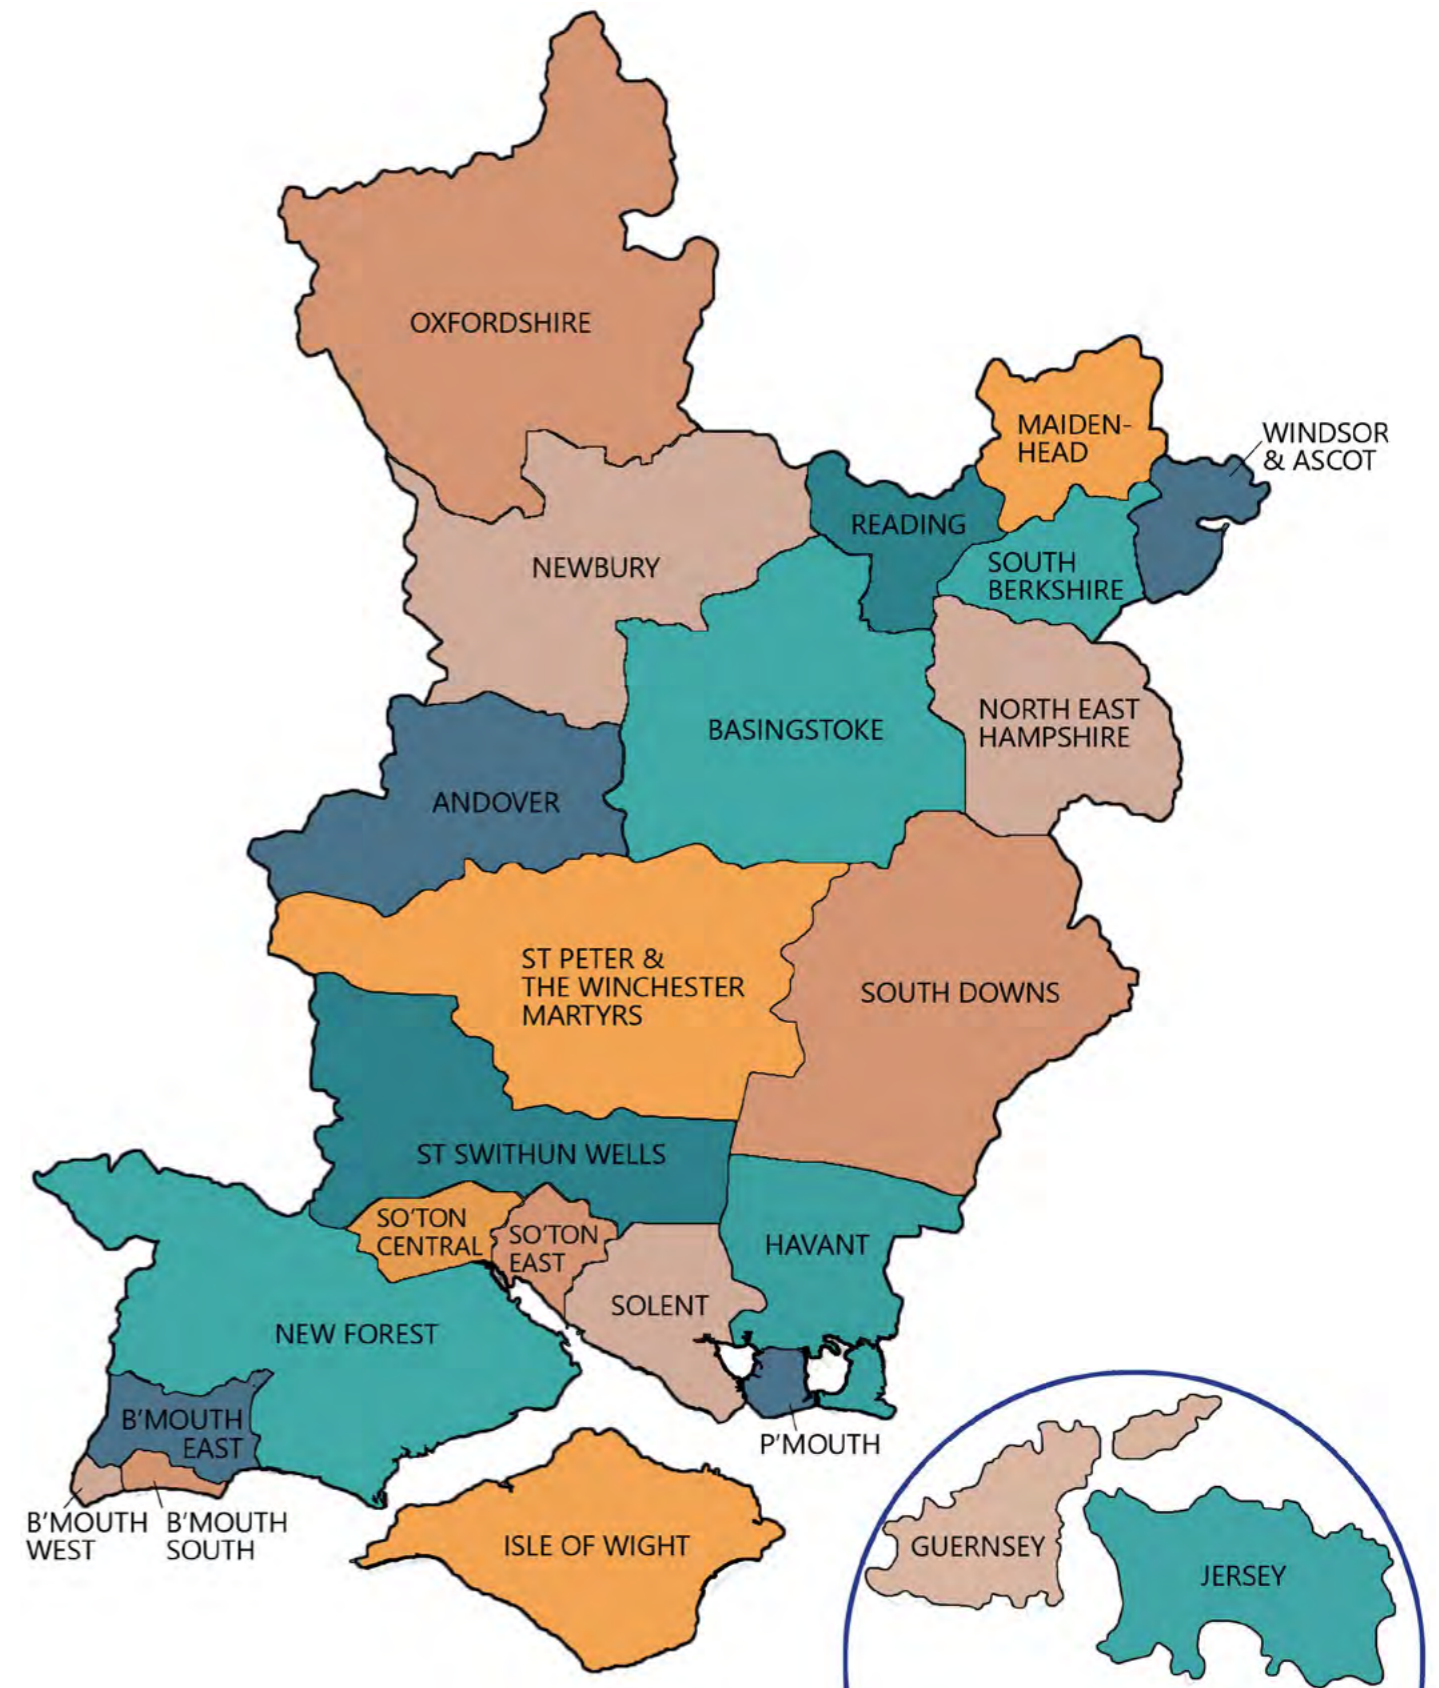 OXFORDSHIRE
MAIDEN-
HEAD
WINDSOR
& ASCOT
READING
NEWBURY
SOUTH
BERKSHIRE
BASINGSTOKE
NORTH EAST
HAMPSHIRE
ANDOVER
ST PETER &
THE WINCHESTER
MARTYRS
SOUTH DOWNS
ST SWITHUN WELLS
SO'TON
CENTRAL
SO'TON
EAST
HAVANT
SOLENT
NEW FOREST
B'MOUTH
EAST
P'MOUTH
B'MOUTH
WEST
B'MOUTH
SOUTH
ISLE OF WIGHT
GUERNSEY
JERSEY